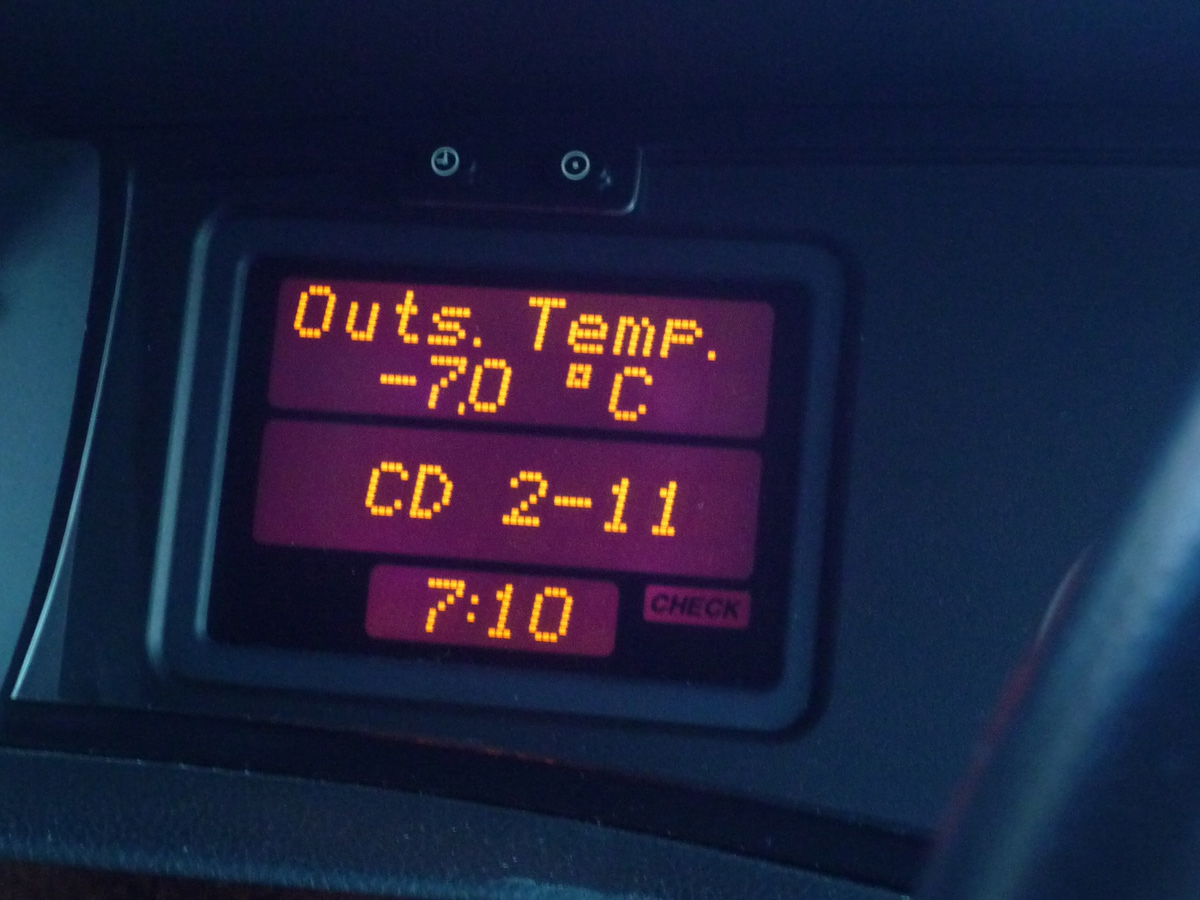 Outs. Temp.
-7,0 °C
CD 2-11
7:10
CHECK